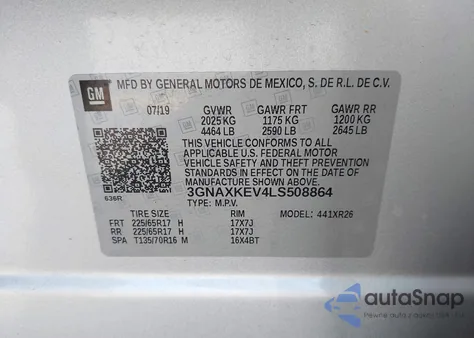 GM
MFD BY GENERAL MOTORS DE MEXICO, S. DE R.L. DE C.V.
07/19 GVWR GAWR FRT GAWR RR
2025 KG 1175 KG 1200 KG
4464 LB 2590 LB 2645 LB
THIS VEHICLE CONFORMS TO ALL
APPLICABLE U.S. FEDERAL MOTOR
VEHICLE SAFETY AND THEFT PREVENTION
STANDARDS IN EFFECT ON THE DATE OF
MANUFACTURE SHOWN ABOVE.
3GNAXKEV4LS508864
636R TYPE: M.P.V.
TIRE SIZE RIM MODEL: 441XR26
FRT 225/65R17 H 17X7J
RR 225/65R17 H 17X7J
SPA T135/70R16 M 16X4BT
autoSnap
Почни з авто — продовжуй